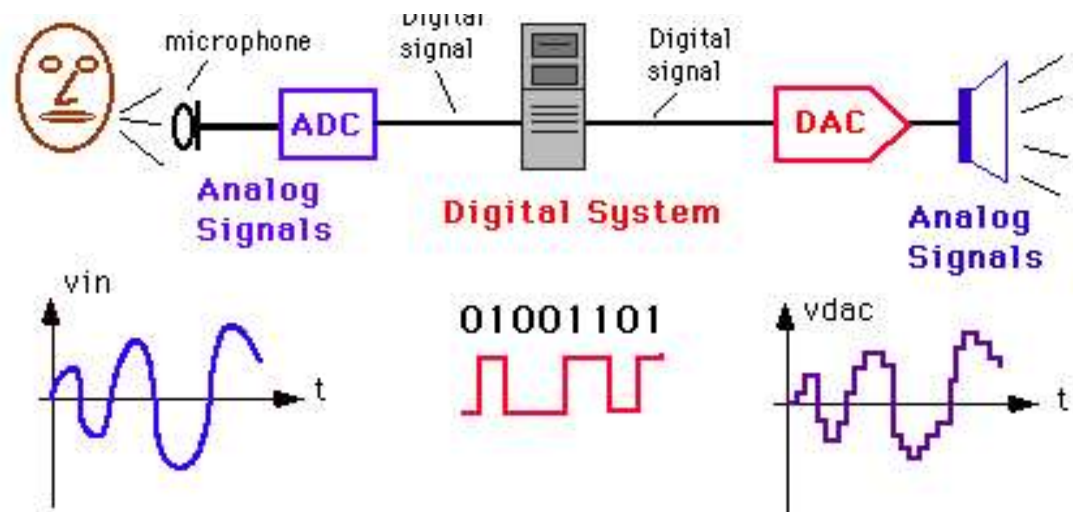 microphone
Digital
signal
Digital
signal
ADC
DAC
Analog
Signals
Digital System
Analog
Signals
vin
t
01001101
vdac
t